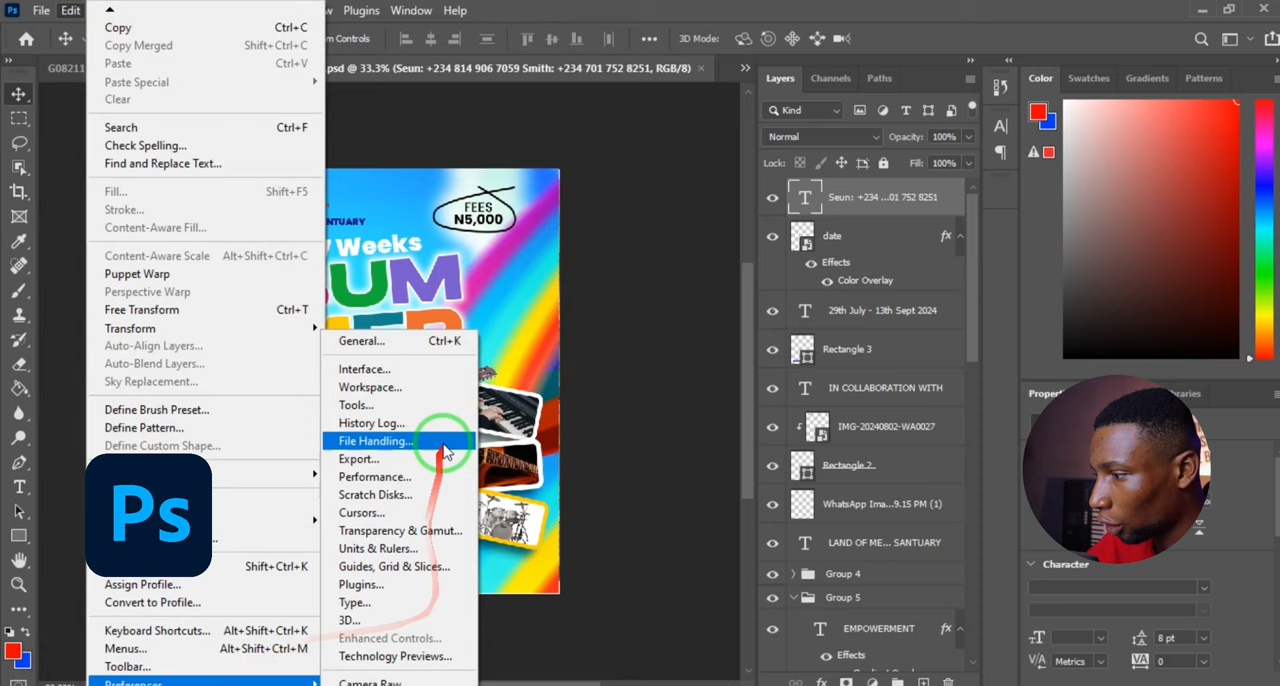 Ps File Edit Plugins Window Help
m Controls 3D Mode:
G08211 .psd @ 33.3% (Seun: +234 814 906 7059 Smith: +234 701 752 8251, RGB/8)
Copy Ctrl+C
Copy Merged Shift+Ctrl+C
Paste Ctrl+V
Paste Special
Clear
Search Ctrl+F
Check Spelling...
Find and Replace Text...
Fill... Shift+F5
Stroke...
Content-Aware Fill...
Content-Aware Scale Alt+Shift+Ctrl+C
Puppet Warp
Perspective Warp
Free Transform Ctrl+T
Transform
Auto-Align Layers...
Auto-Blend Layers...
Sky Replacement...
Define Brush Preset...
Define Pattern...
Define Custom Shape...
Ps
Shift+Ctrl+K
Assign Profile...
Convert to Profile...
Keyboard Shortcuts... Alt+Shift+Ctrl+K
Menus... Alt+Shift+Ctrl+M
Toolbar...
Preferences
General... Ctrl+K
Interface...
Workspace...
Tools...
History Log...
File Handling...
Export...
Performance...
Scratch Disks...
Cursors...
Transparency & Gamut...
Units & Rulers...
Guides, Grid & Slices...
Plugins...
Type...
3D...
Enhanced Controls...
Technology Previews...
Camera Raw...
FEES
N5,000
NTUARY
Weeks
UM
Layers Channels Paths
Kind
Normal Opacity: 100%
Lock: Fill: 100%
Seun: +234 ...01 752 8251
date fx
Effects
Color Overlay
29th July - 13th Sept 2024
Rectangle 3
IN COLLABORATION WITH
IMG-20240802-WA0027
Rectangle 2
WhatsApp Ima...9.15 PM (1)
LAND OF ME... SANTUARY
Group 4
Group 5
EMPOWERMENT fx
Effects
Color Swatches Gradients Patterns
Character
8 pt
Metrics 0